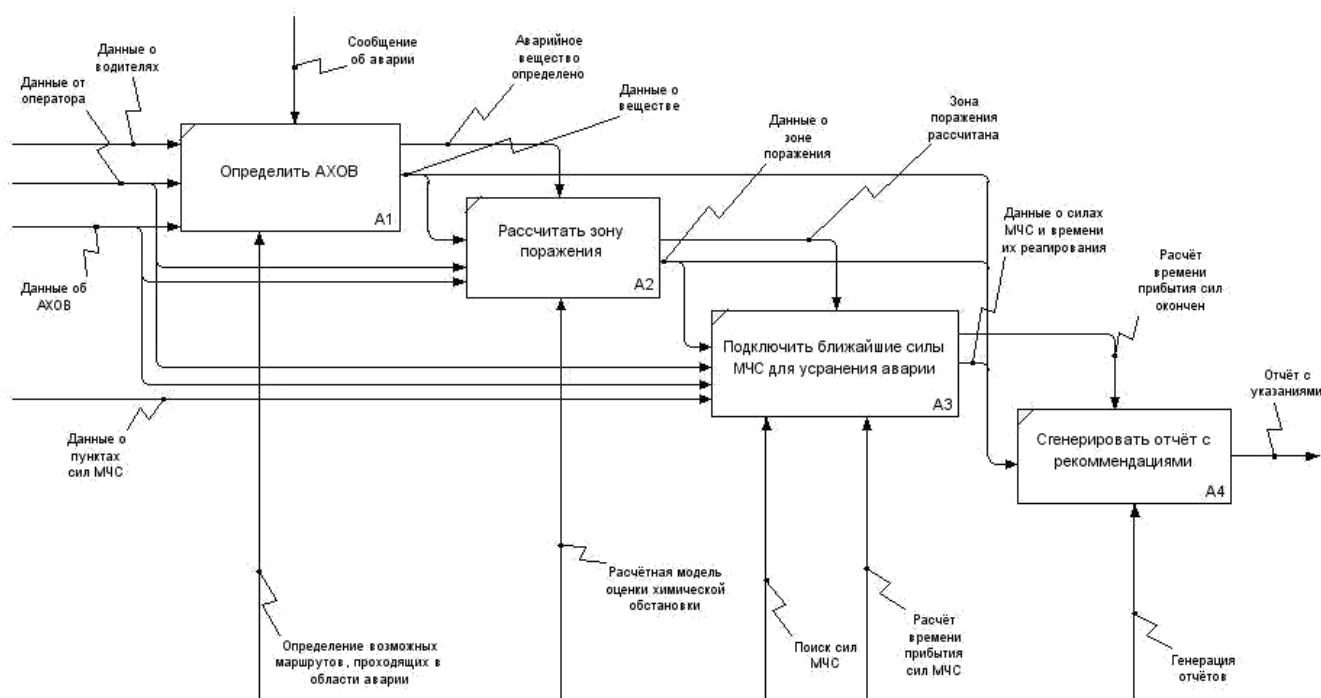 Данные о
водителях
Данные от
оператора
Сообщение
об аварии
Аварийное
вещество
определено
Данные о
веществе
Данные о
зоне
поражения
Зона
поражения
рассчитана
Определить АХОВ
A1
Данные об
АХОВ
Рассчитать зону
поражения
A2
Данные о силах
МЧС и времени
их реагирования
Расчёт
времени
прибытия сил
окончен
Подключить ближайшие силы
МЧС для усранения аварии
A3
Данные о
пунктах
сил МЧС
Отчёт с
указаниями
Сгенерировать отчёт с
рекоммендациями
A4
Определение возможных
маршрутов, проходящих в
области аварии
Расчётная модель
оценки химической
обстановки
Поиск сил
МЧС
Расчёт
времени
прибытия
сил МЧС
Генерация
отчётов